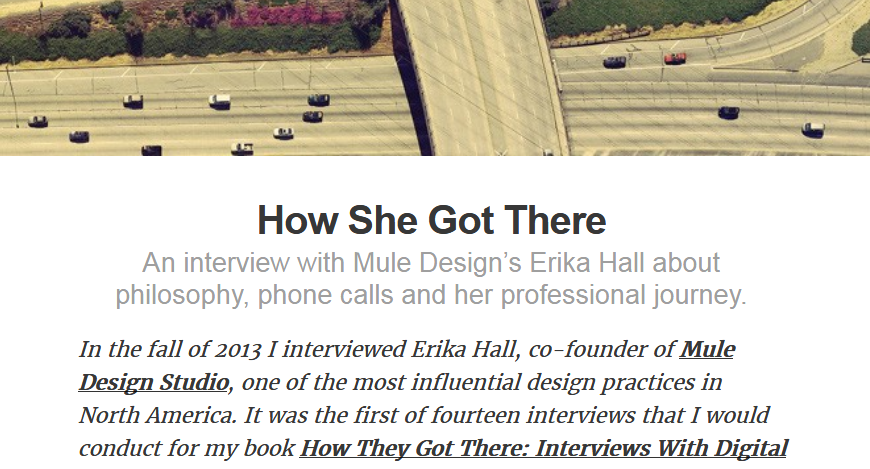 How She Got There
An interview with Mule Design’s Erika Hall about
philosophy, phone calls and her professional journey.
In the fall of 2013 I interviewed Erika Hall, co-founder of Mule
Design Studio, one of the most influential design practices in
North America. It was the first of fourteen interviews that I would
conduct for my book How They Got There: Interviews With Digital